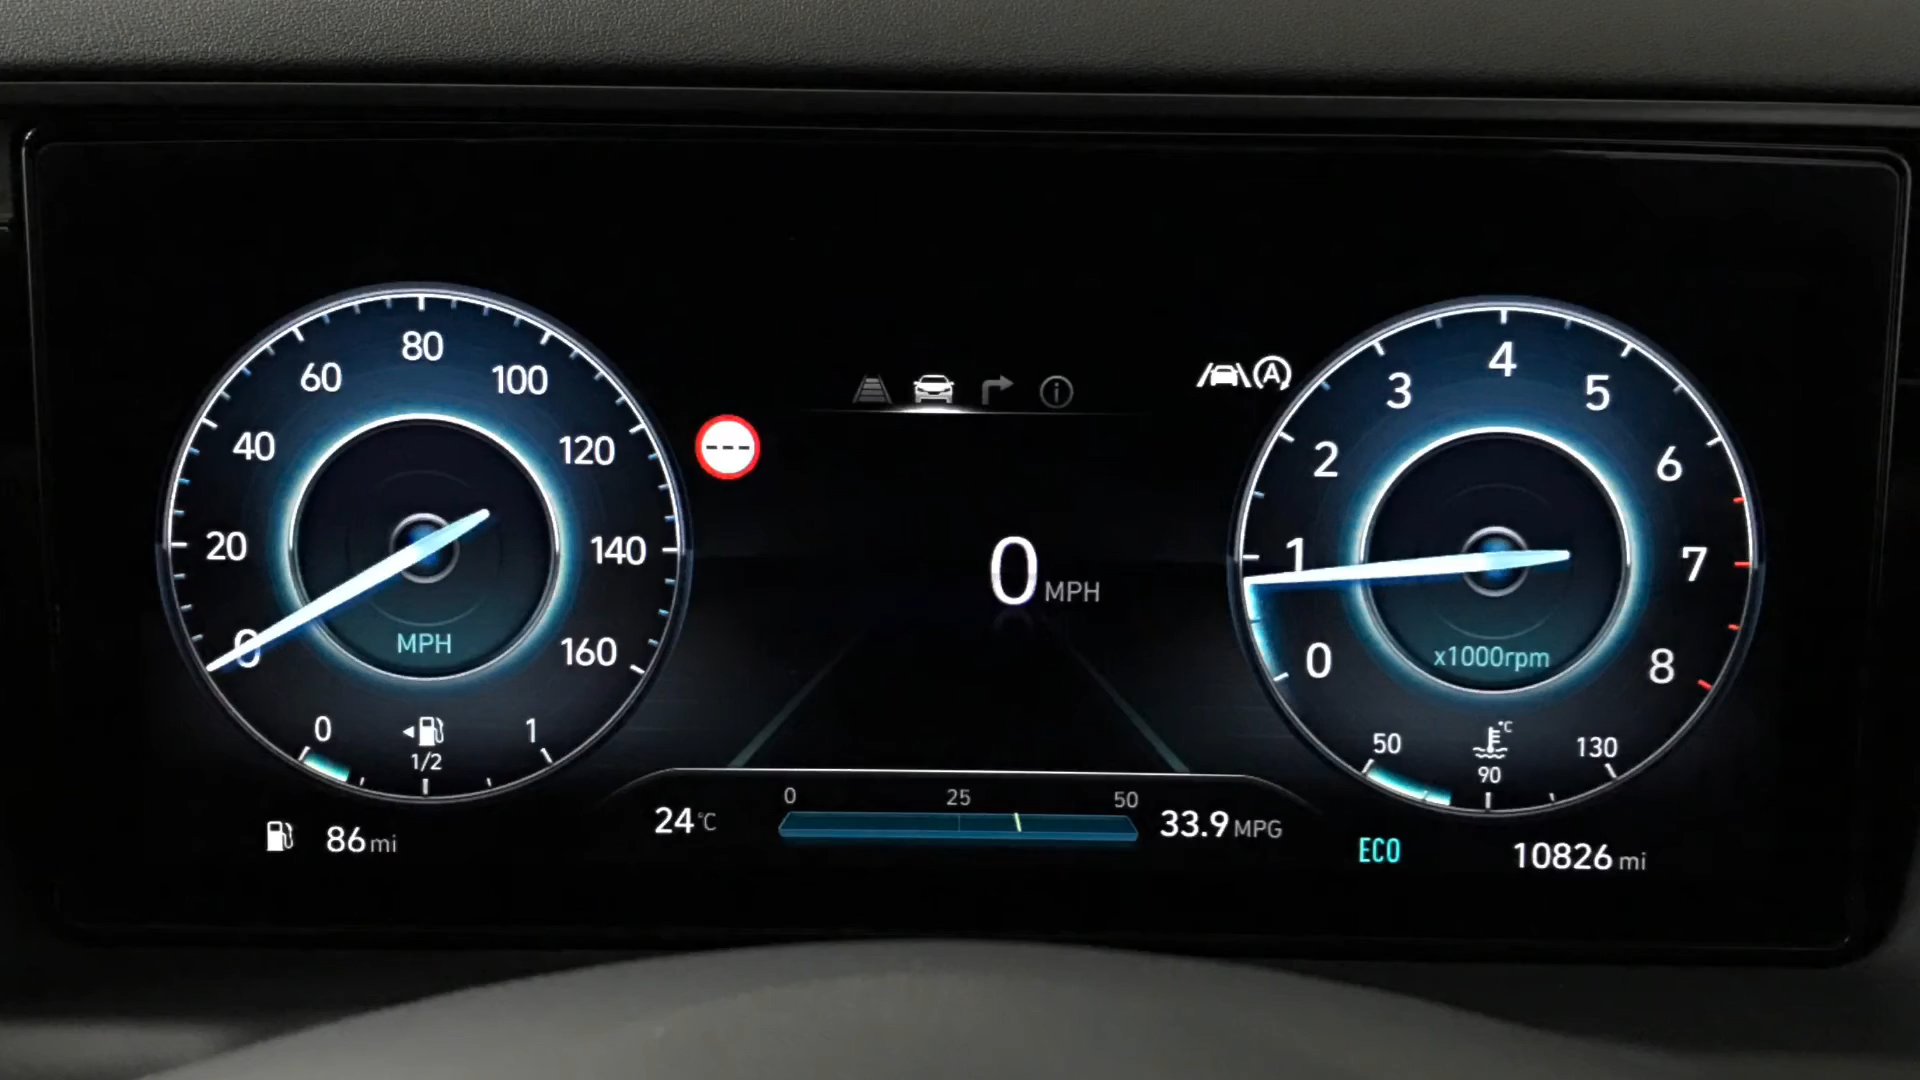 0 20 40 60 80 100 120 140 160
MPH
0 1/2 1
86 mi
---
0 MPH
24 °C
0 25 50
33.9 MPG
A
0 1 2 3 4 5 6 7 8
x1000rpm
50 90 130
°C
ECO
10826 mi